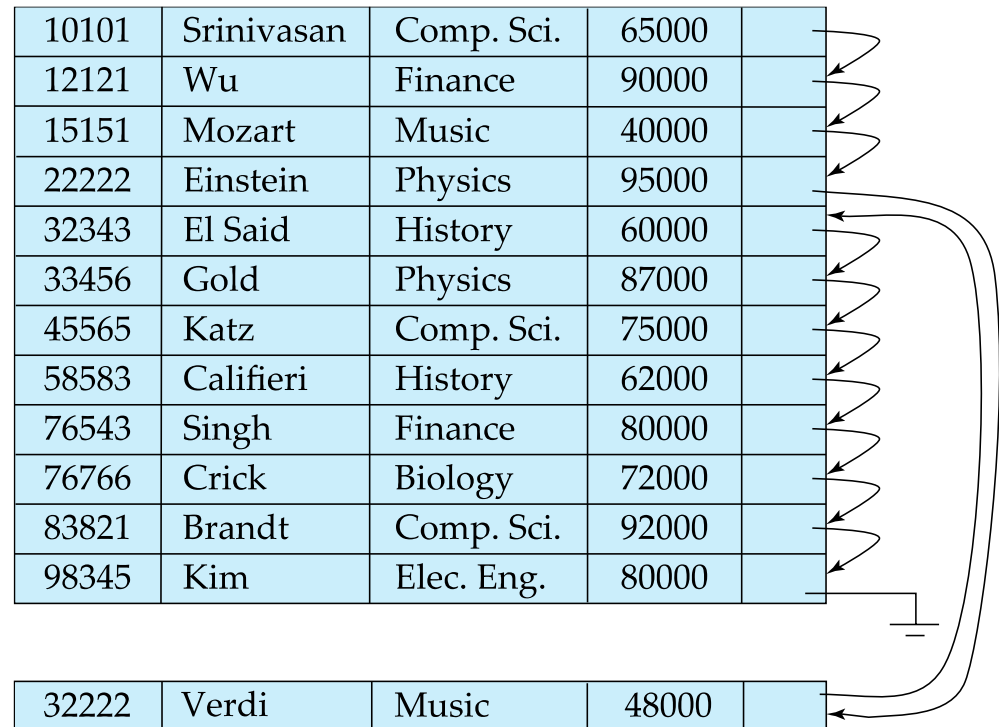 10101 Srinivasan Comp. Sci. 65000
12121 Wu Finance 90000
15151 Mozart Music 40000
22222 Einstein Physics 95000
32343 El Said History 60000
33456 Gold Physics 87000
45565 Katz Comp. Sci. 75000
58583 Califieri History 62000
76543 Singh Finance 80000
76766 Crick Biology 72000
83821 Brandt Comp. Sci. 92000
98345 Kim Elec. Eng. 80000
32222 Verdi Music 48000